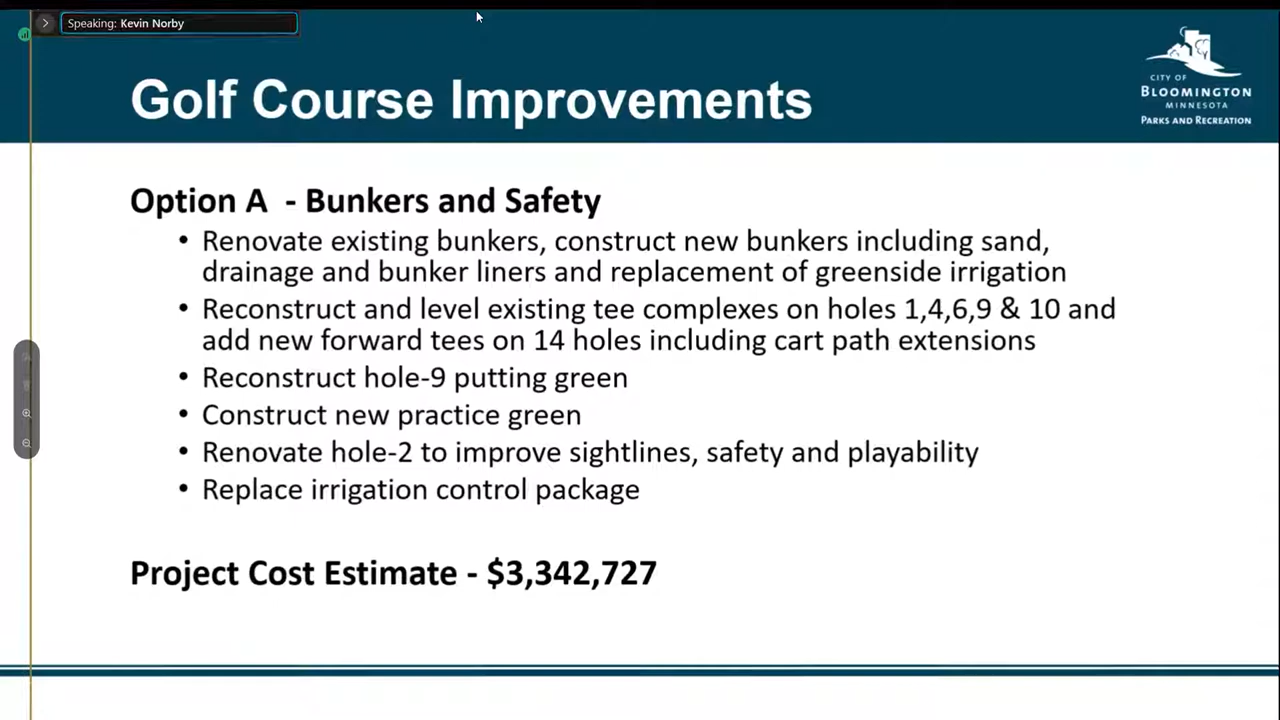 Speaking: Kevin Norby
Golf Course Improvements
CITY OF
BLOOMINGTON
MINNESOTA
PARKS AND RECREATION
Option A - Bunkers and Safety
• Renovate existing bunkers, construct new bunkers including sand,
drainage and bunker liners and replacement of greenside irrigation
• Reconstruct and level existing tee complexes on holes 1,4,6,9 & 10 and
add new forward tees on 14 holes including cart path extensions
• Reconstruct hole-9 putting green
• Construct new practice green
• Renovate hole-2 to improve sightlines, safety and playability
• Replace irrigation control package
Project Cost Estimate - $3,342,727